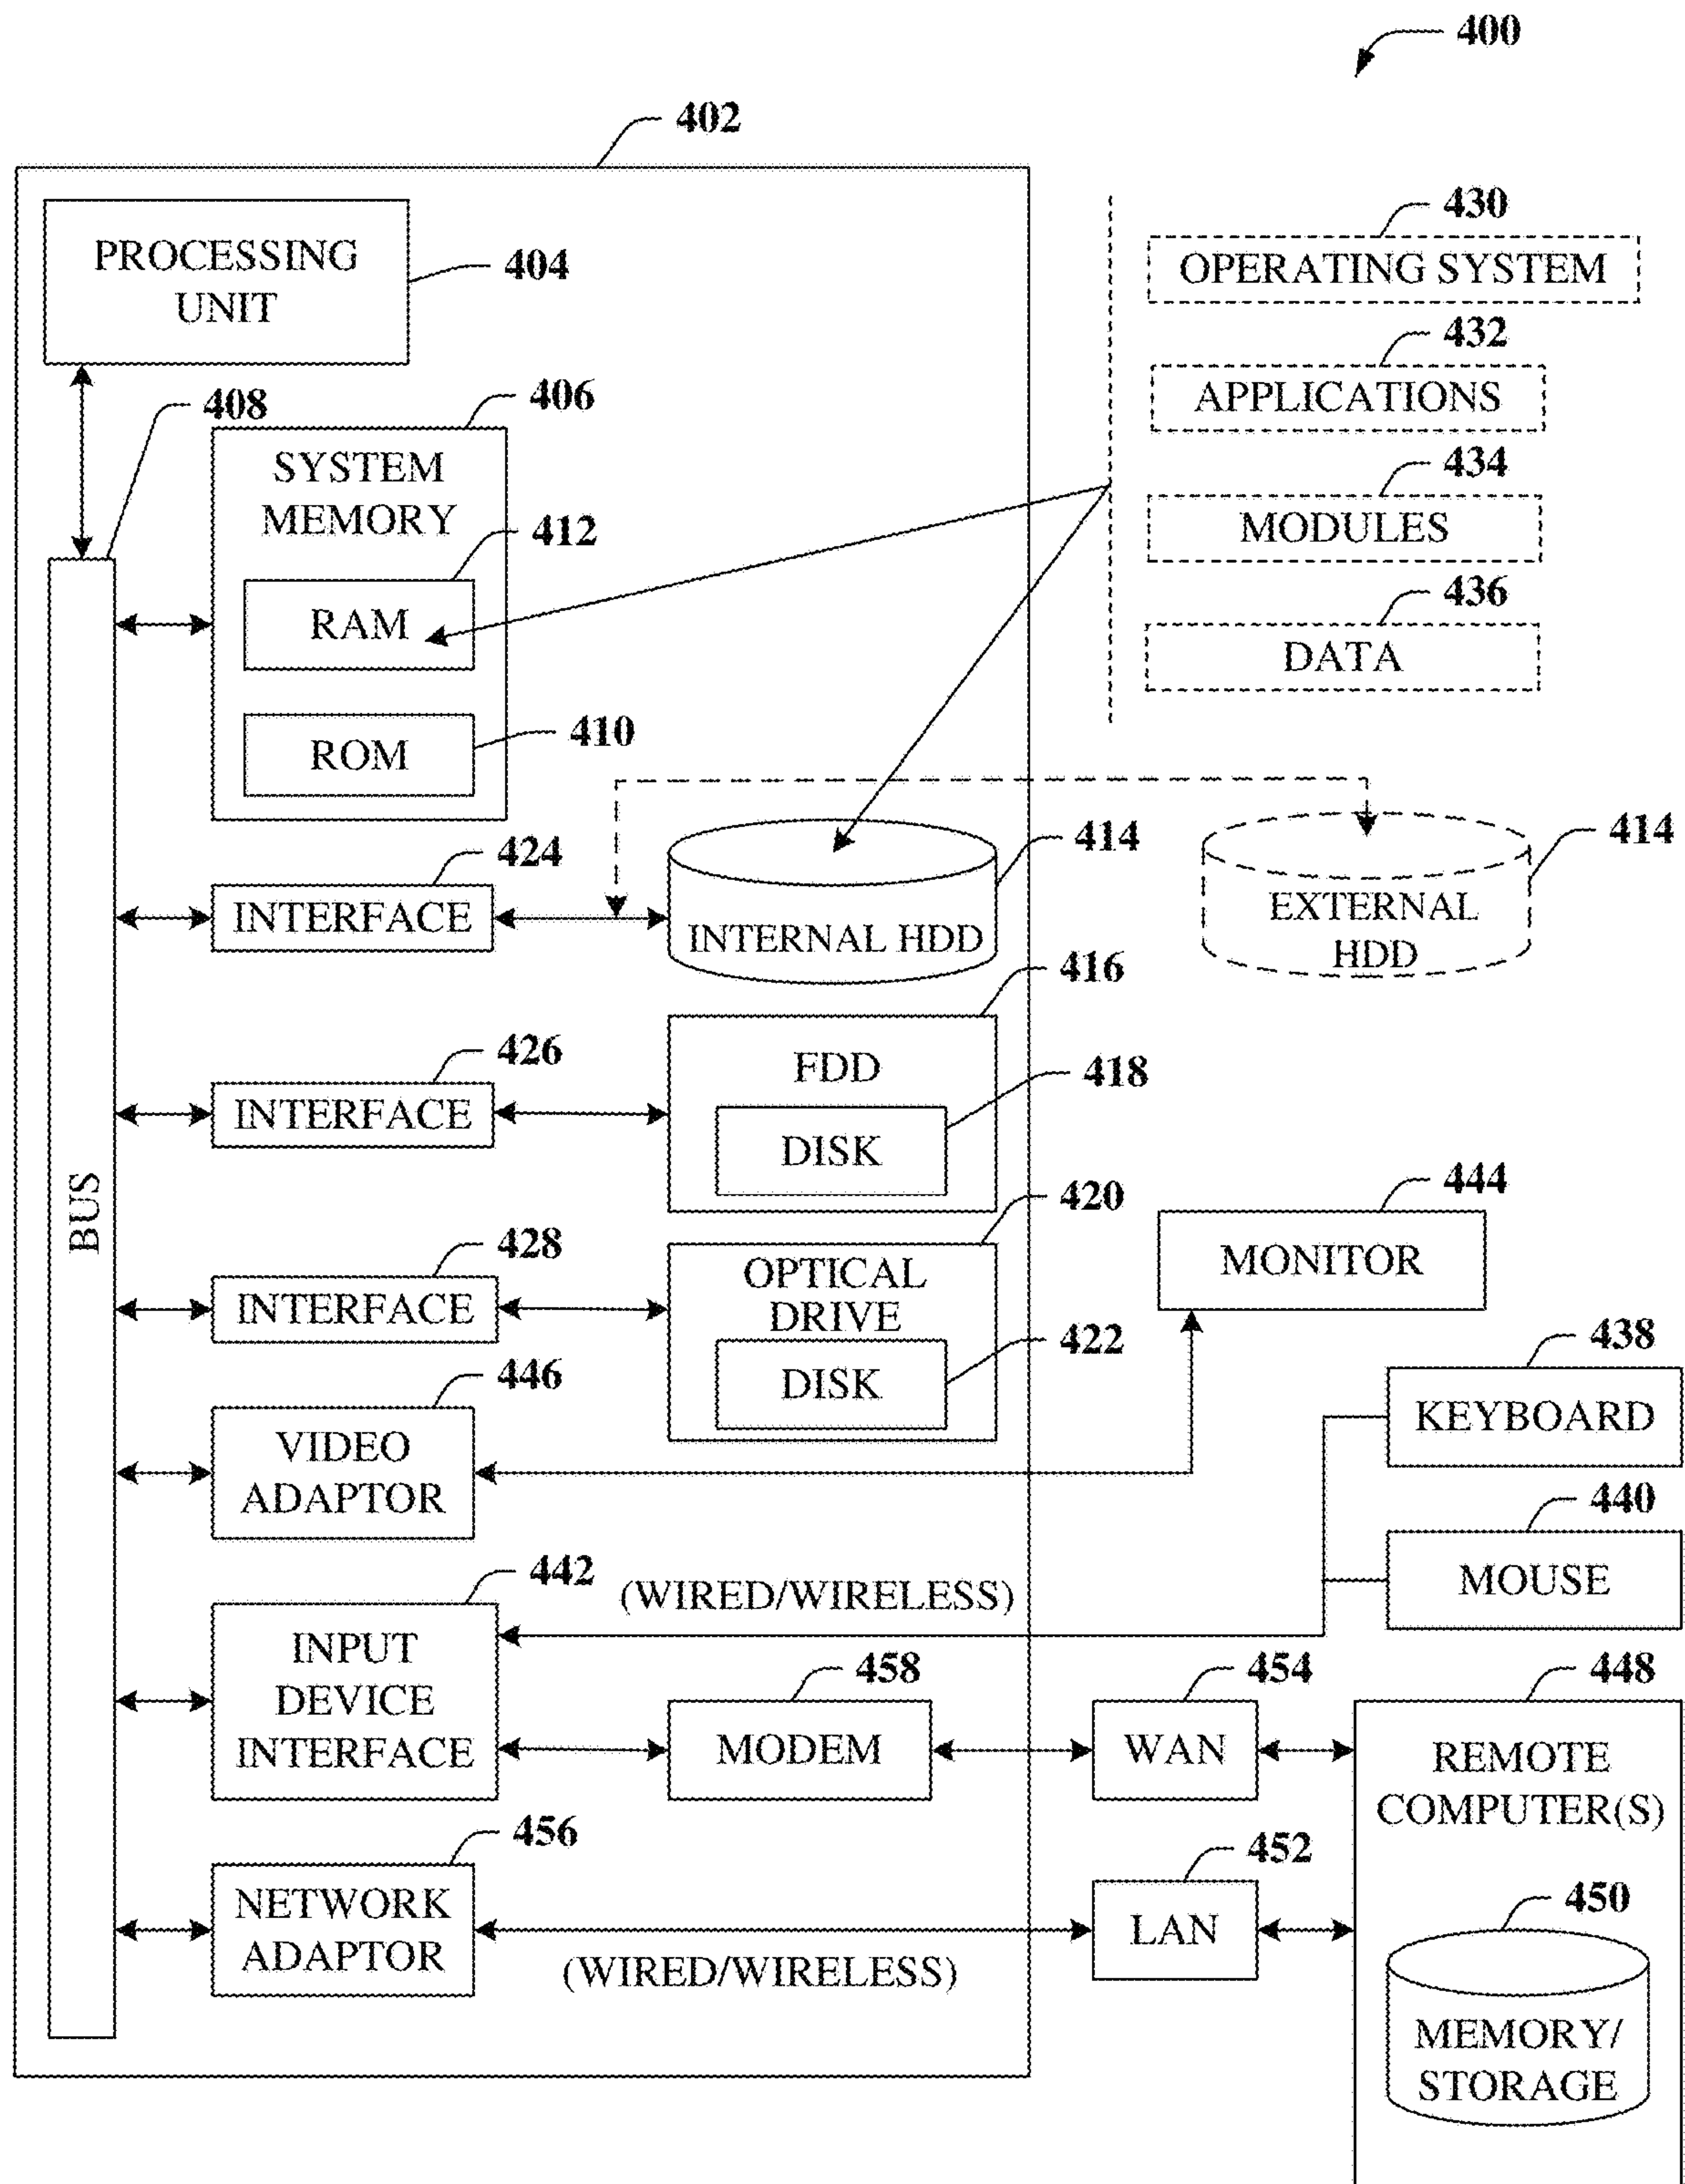 400
402
PROCESSING
UNIT
404
430
OPERATING SYSTEM
432
APPLICATIONS
434
MODULES
436
DATA
408
406
SYSTEM
MEMORY
412
RAM
410
ROM
424
INTERFACE
414
INTERNAL HDD
414
EXTERNAL
HDD
416
FDD
418
DISK
426
INTERFACE
BUS
420
OPTICAL
DRIVE
422
DISK
428
INTERFACE
444
MONITOR
446
VIDEO
ADAPTOR
438
KEYBOARD
440
MOUSE
442
INPUT
DEVICE
INTERFACE
(WIRED/WIRELESS)
458
MODEM
454
WAN
448
REMOTE
COMPUTER(S)
456
NETWORK
ADAPTOR
(WIRED/WIRELESS)
452
LAN
450
MEMORY/
STORAGE